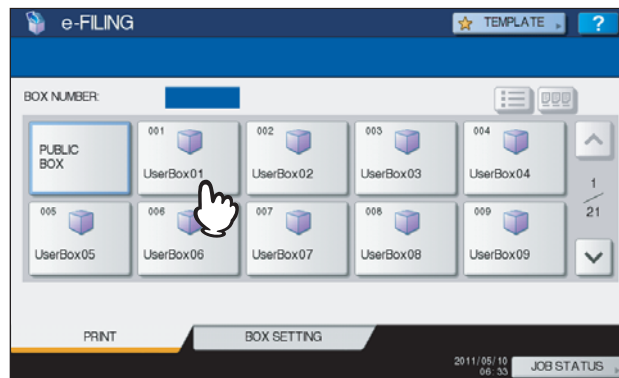 e-FILING
TEMPLATE
?
BOX NUMBER:
PUBLIC
BOX
001
UserBox01
002
UserBox02
003
UserBox03
004
UserBox04
1
21
005
UserBox05
006
UserBox06
007
UserBox07
008
UserBox08
009
UserBox09
PRINT
BOX SETTING
2011/05/10
06:33
JOB STATUS